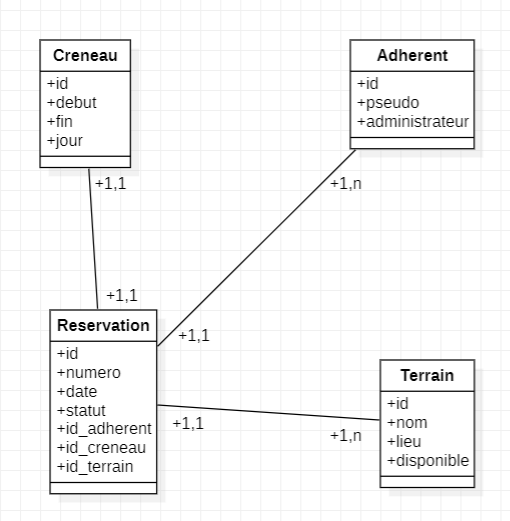 Creneau
+id
+debut
+fin
+jour
+1,1
+1,1
Adherent
+id
+pseudo
+administrateur
+1,n
+1,1
Reservation
+id
+numero
+date
+statut
+id_adherent
+id_creneau
+id_terrain
+1,1
+1,n
Terrain
+id
+nom
+lieu
+disponible